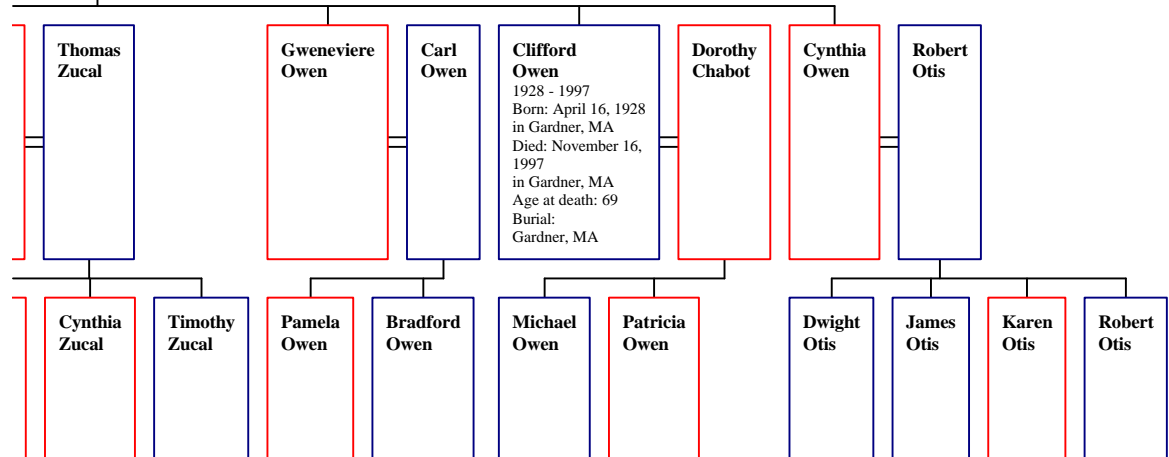 Thomas
Zucal
Gweneviere
Owen
Carl
Owen
Clifford
Owen
1928 - 1997
Born: April 16, 1928
in Gardner, MA
Died: November 16,
1997
in Gardner, MA
Age at death: 69
Burial:
Gardner, MA
Dorothy
Chabot
Cynthia
Owen
Robert
Otis
Cynthia
Zucal
Timothy
Zucal
Pamela
Owen
Bradford
Owen
Michael
Owen
Patricia
Owen
Dwight
Otis
James
Otis
Karen
Otis
Robert
Otis